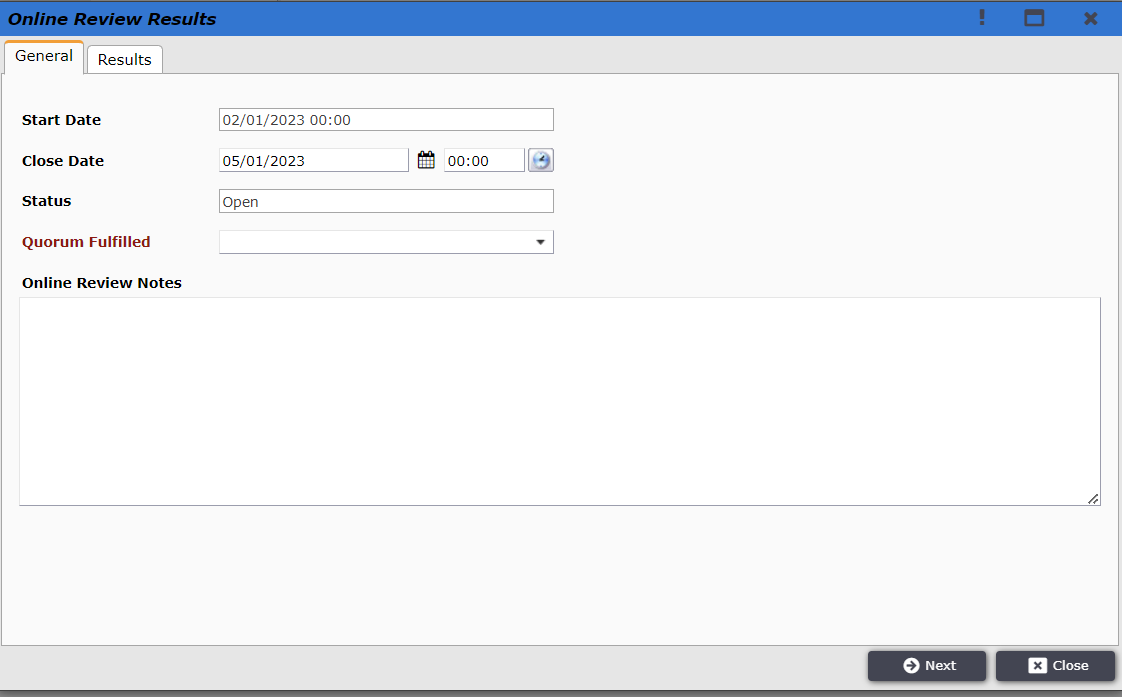 Online Review Results
General
Results
Start Date
02/01/2023 00:00
Close Date
05/01/2023
00:00
Status
Open
Quorum Fulfilled
Online Review Notes
Next
Close